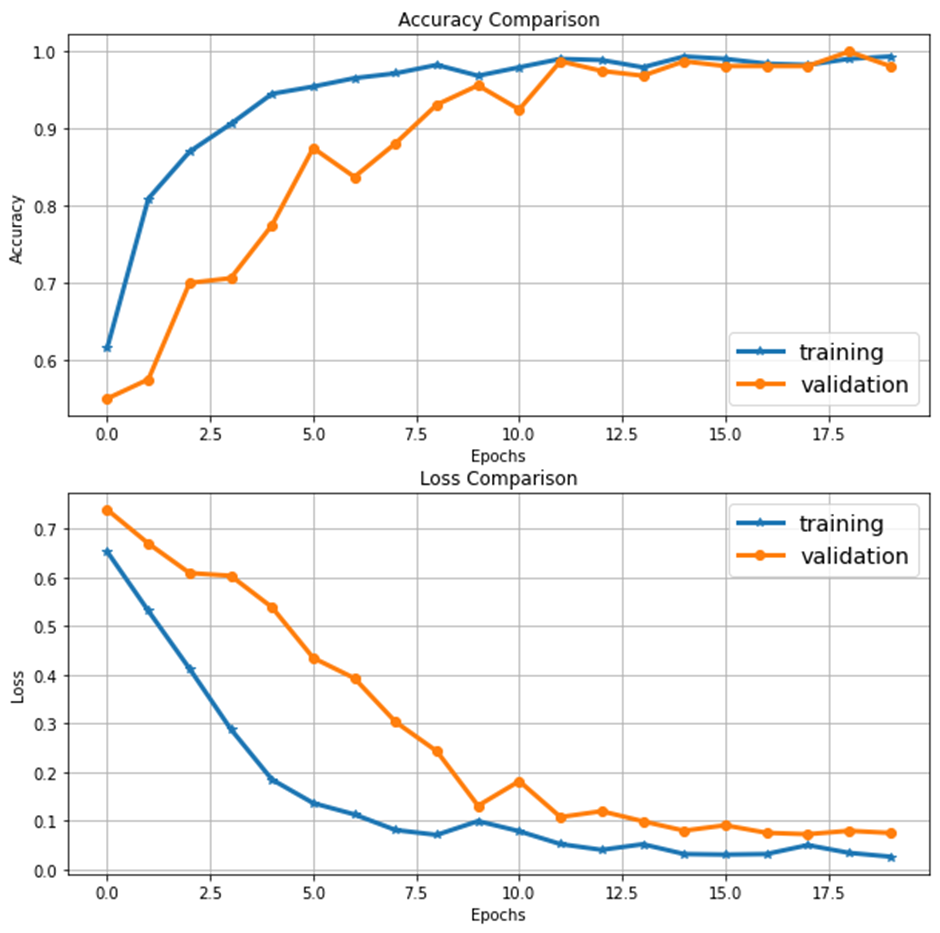 Accuracy Comparison
1.0
0.9
0.8
0.7
0.6
Accuracy
training
validation
0.0 2.5 5.0 7.5 10.0 12.5 15.0 17.5
Epochs
Loss Comparison
0.7
0.6
0.5
0.4
0.3
0.2
0.1
0.0
Loss
training
validation
0.0 2.5 5.0 7.5 10.0 12.5 15.0 17.5
Epochs